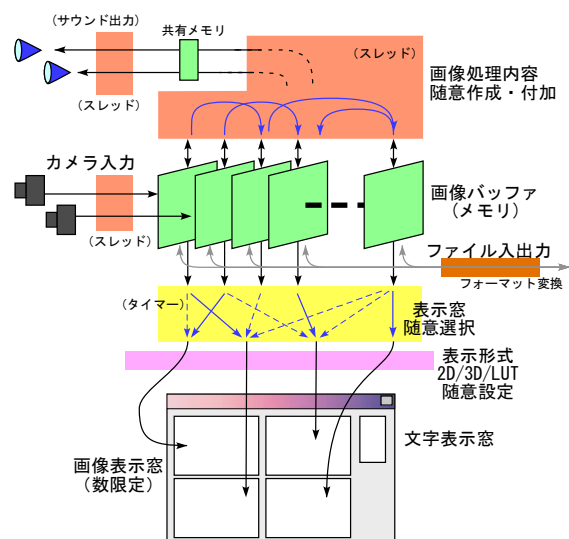 (サウンド出力)
共有メモリ
(スレッド)
画像処理内容
随意作成・付加
(スレッド)
カメラ入力
画像バッファ
(メモリ)
(スレッド)
ファイル入出力
フォーマット変換
(タイマー)
表示窓
随意選択
表示形式
2D/3D/LUT
随意設定
文字表示窓
画像表示窓
(数限定)